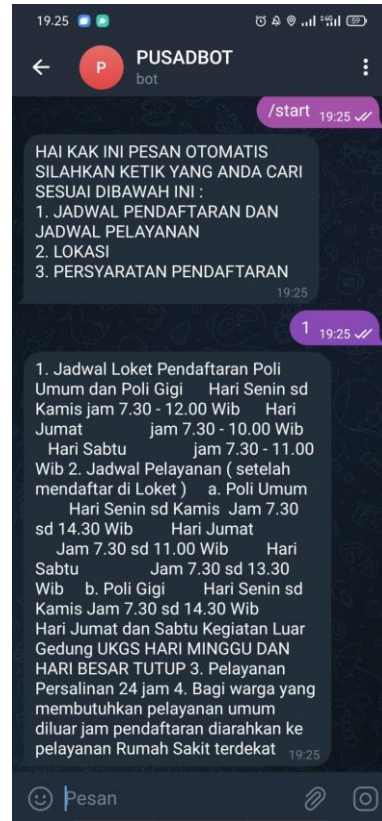 19.25
59
P
PUSADBOT
bot
/start 19:25
HAI KAK INI PESAN OTOMATIS
SILAHKAN KETIK YANG ANDA CARI
SESUAI DIBAWAH INI :
1. JADWAL PENDAFTARAN DAN
JADWAL PELAYANAN
2. LOKASI
3. PERSYARATAN PENDAFTARAN
19:25
1 19:25
1. Jadwal Loket Pendaftaran Poli
Umum dan Poli Gigi Hari Senin sd
Kamis jam 7.30 - 12.00 Wib Hari
Jumat jam 7.30 - 10.00 Wib
Hari Sabtu jam 7.30 - 11.00
Wib 2. Jadwal Pelayanan ( setelah
mendaftar di Loket ) a. Poli Umum
Hari Senin sd Kamis Jam 7.30
sd 14.30 Wib Hari Jumat
Jam 7.30 sd 11.00 Wib Hari
Sabtu Jam 7.30 sd 13.30
Wib b. Poli Gigi Hari Senin sd
Kamis Jam 7.30 sd 14.30 Wib
Hari Jumat dan Sabtu Kegiatan Luar
Gedung UKGS HARI MINGGU DAN
HARI BESAR TUTUP 3. Pelayanan
Persalinan 24 jam 4. Bagi warga yang
membutuhkan pelayanan umum
diluar jam pendaftaran diarahkan ke
pelayanan Rumah Sakit terdekat 19:25
Pesan